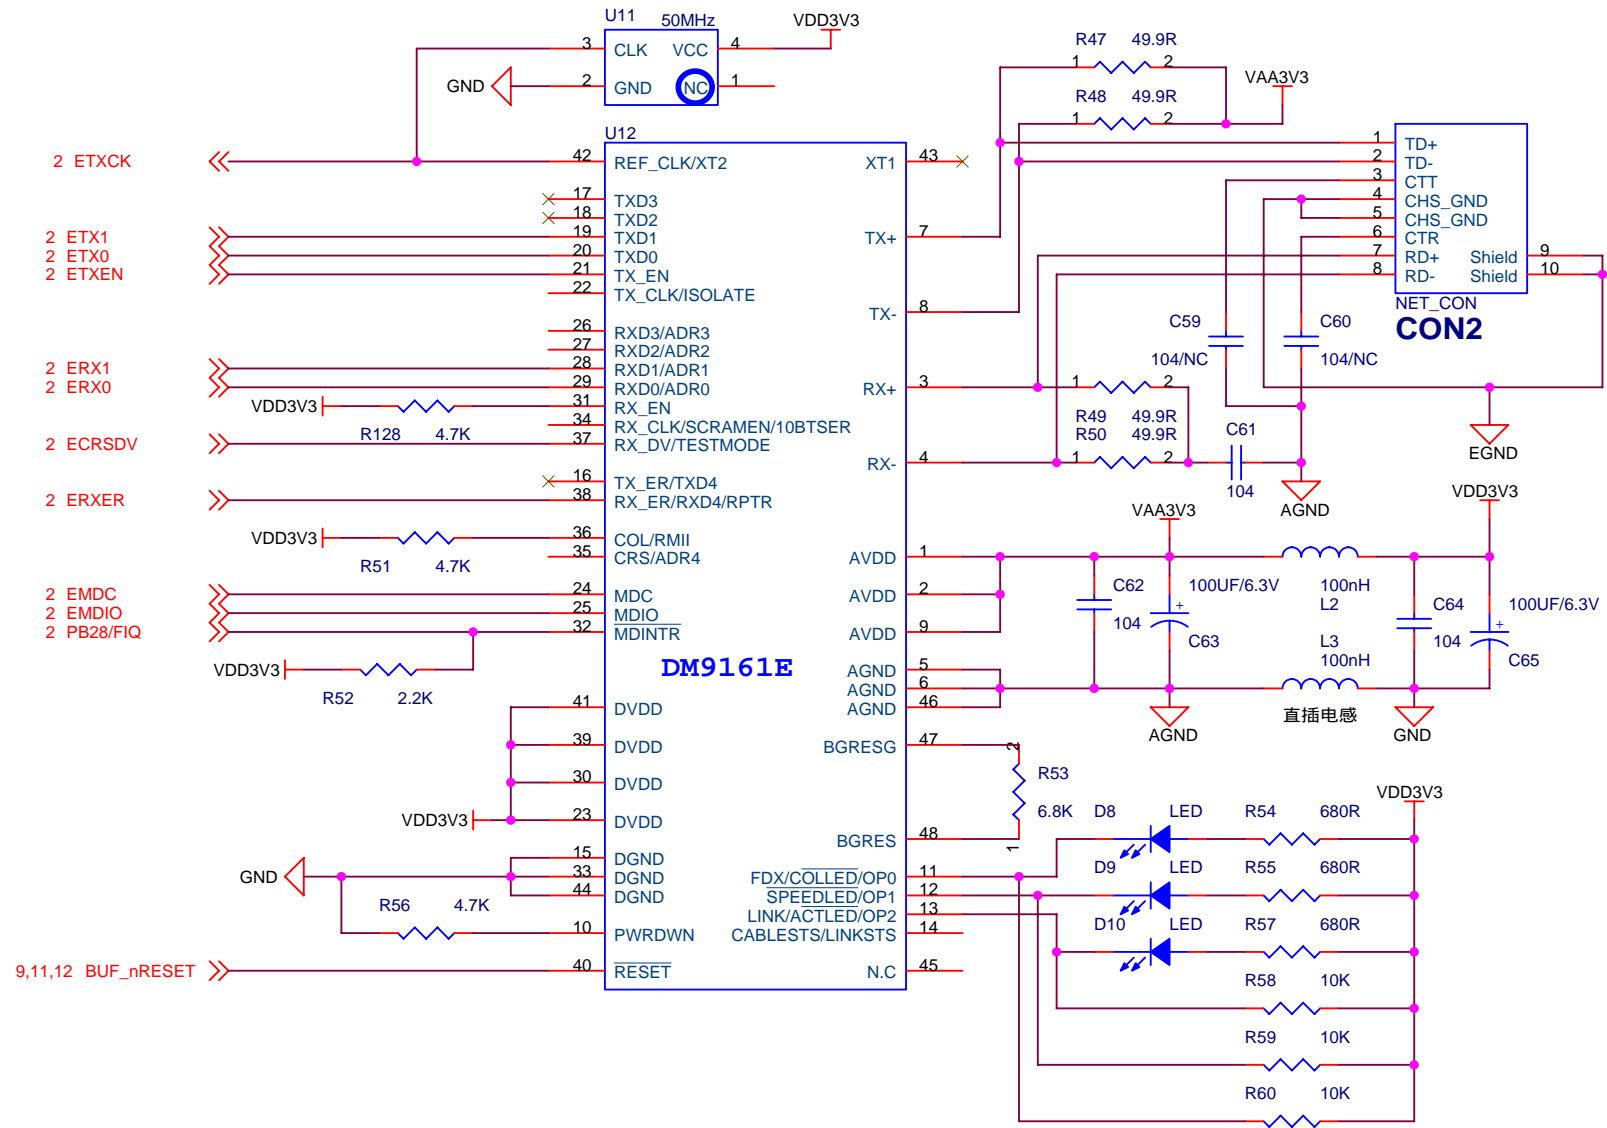 U11 50MHz
VDD3V3
3 CLK VCC 4
GND 2 GND NC 1
R47 49.9R
1 2
VAA3V3
R48 49.9R
1 2
U12
2 ETXCK 42 REF_CLK/XT2 XT1 43
17 TXD3
18 TXD2
2 ETX1 19 TXD1 TX+ 7
2 ETX0 20 TXD0
2 ETXEN 21 TX_EN
22 TX_CLK/ISOLATE
TX- 8
26 RXD3/ADR3
27 RXD2/ADR2
2 ERX1 28 RXD1/ADR1
2 ERX0 29 RXD0/ADR0 RX+ 3
VDD3V3 31 RX_EN
R128 4.7K
34 RX_CLK/SCRAMEN/10BTSER
2 ECRSDV 37 RX_DV/TESTMODE
RX- 4
16 TX_ER/TXD4
2 ERXER 38 RX_ER/RXD4/RPTR
VDD3V3 36 COL/RMII
R51 4.7K
35 CRS/ADR4
2 EMDC 24 MDC
2 EMDIO 25 MDIO
2 PB28/FIQ 32 MDINTR
VDD3V3
R52 2.2K
DM9161E
AVDD 1
AVDD 2
AVDD 9
AGND 5
AGND 6
AGND 46
41 DVDD
39 DVDD
30 DVDD
VDD3V3 23 DVDD
BGRESG 47
BGRES 48
15 DGND
GND 33 DGND
44 DGND
R56 4.7K
10 PWRDWN
9,11,12 BUF_nRESET 40 RESET
FDX/COLLED/OP0 11
SPEEDLED/OP1 12
LINK/ACTLED/OP2 13
CABLESTS/LINKSTS 14
N.C 45
1 TD+
2 TD-
3 CTT
4 CHS_GND
5 CHS_GND
6 CTR
7 RD+ Shield 9
8 RD- Shield 10
NET_CON
CON2
C59
104/NC
C60
104/NC
1 2
R49 49.9R
R50 49.9R
1 2
C61
104
AGND
EGND
VAA3V3
VDD3V3
C62
104
100UF/6.3V
C63
100nH
L2
L3
100nH
直插电感
C64
104
100UF/6.3V
C65
AGND
GND
2
R53
6.8K
1
VDD3V3
D8 LED R54 680R
D9 LED R55 680R
D10 LED R57 680R
R58 10K
R59 10K
R60 10K